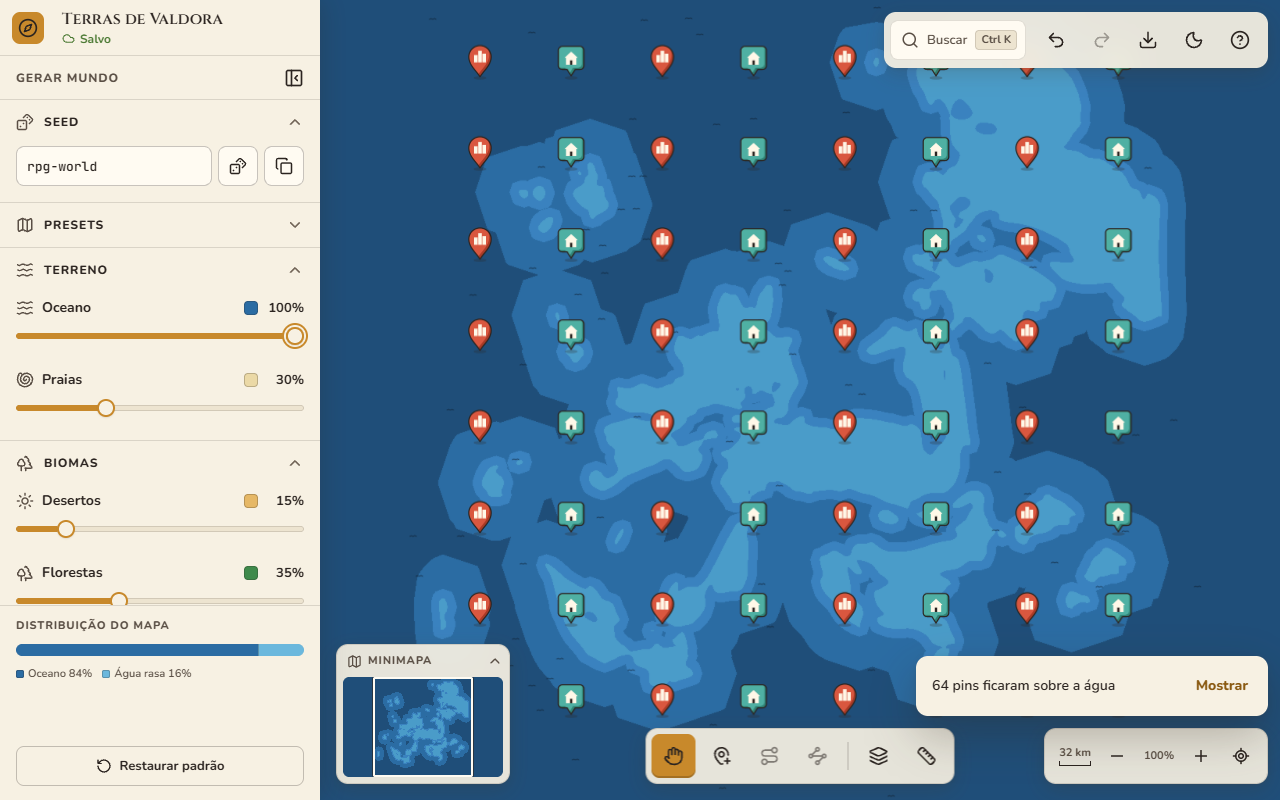 Terras de Valdora
Salvo
GERAR MUNDO
SEED
rpg-world
PRESETS
TERRENO
Oceano 100%
Praias 30%
BIOMAS
Desertos 15%
Florestas 35%
DISTRIBUIÇÃO DO MAPA
Oceano 84% Água rasa 16%
Restaurar padrão
Buscar Ctrl K
MINIMAPA
64 pins ficaram sobre a água Mostrar
32 km 100%